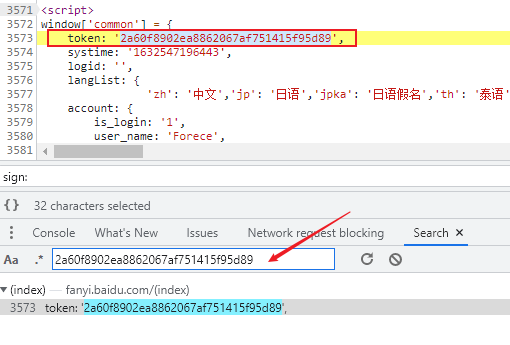 3571 <script>
3572 window['common'] = {
3573 token: '2a60f8902ea8862067af751415f95d89',
3574 systime: '1632547196443',
3575 logid: '',
3576 langList: {
3577 'zh': '中文','jp': '日语','jpka': '日语假名','th': '泰语'
3578 account: {
3579 is_login: '1',
3580 user_name: 'Forece',
3581
sign:
{} 32 characters selected
Console What's New Issues Network request blocking Search ×
Aa .* 2a60f8902ea8862067af751415f95d89
(index) — fanyi.baidu.com/(index)
3573 token: '2a60f8902ea8862067af751415f95d89',